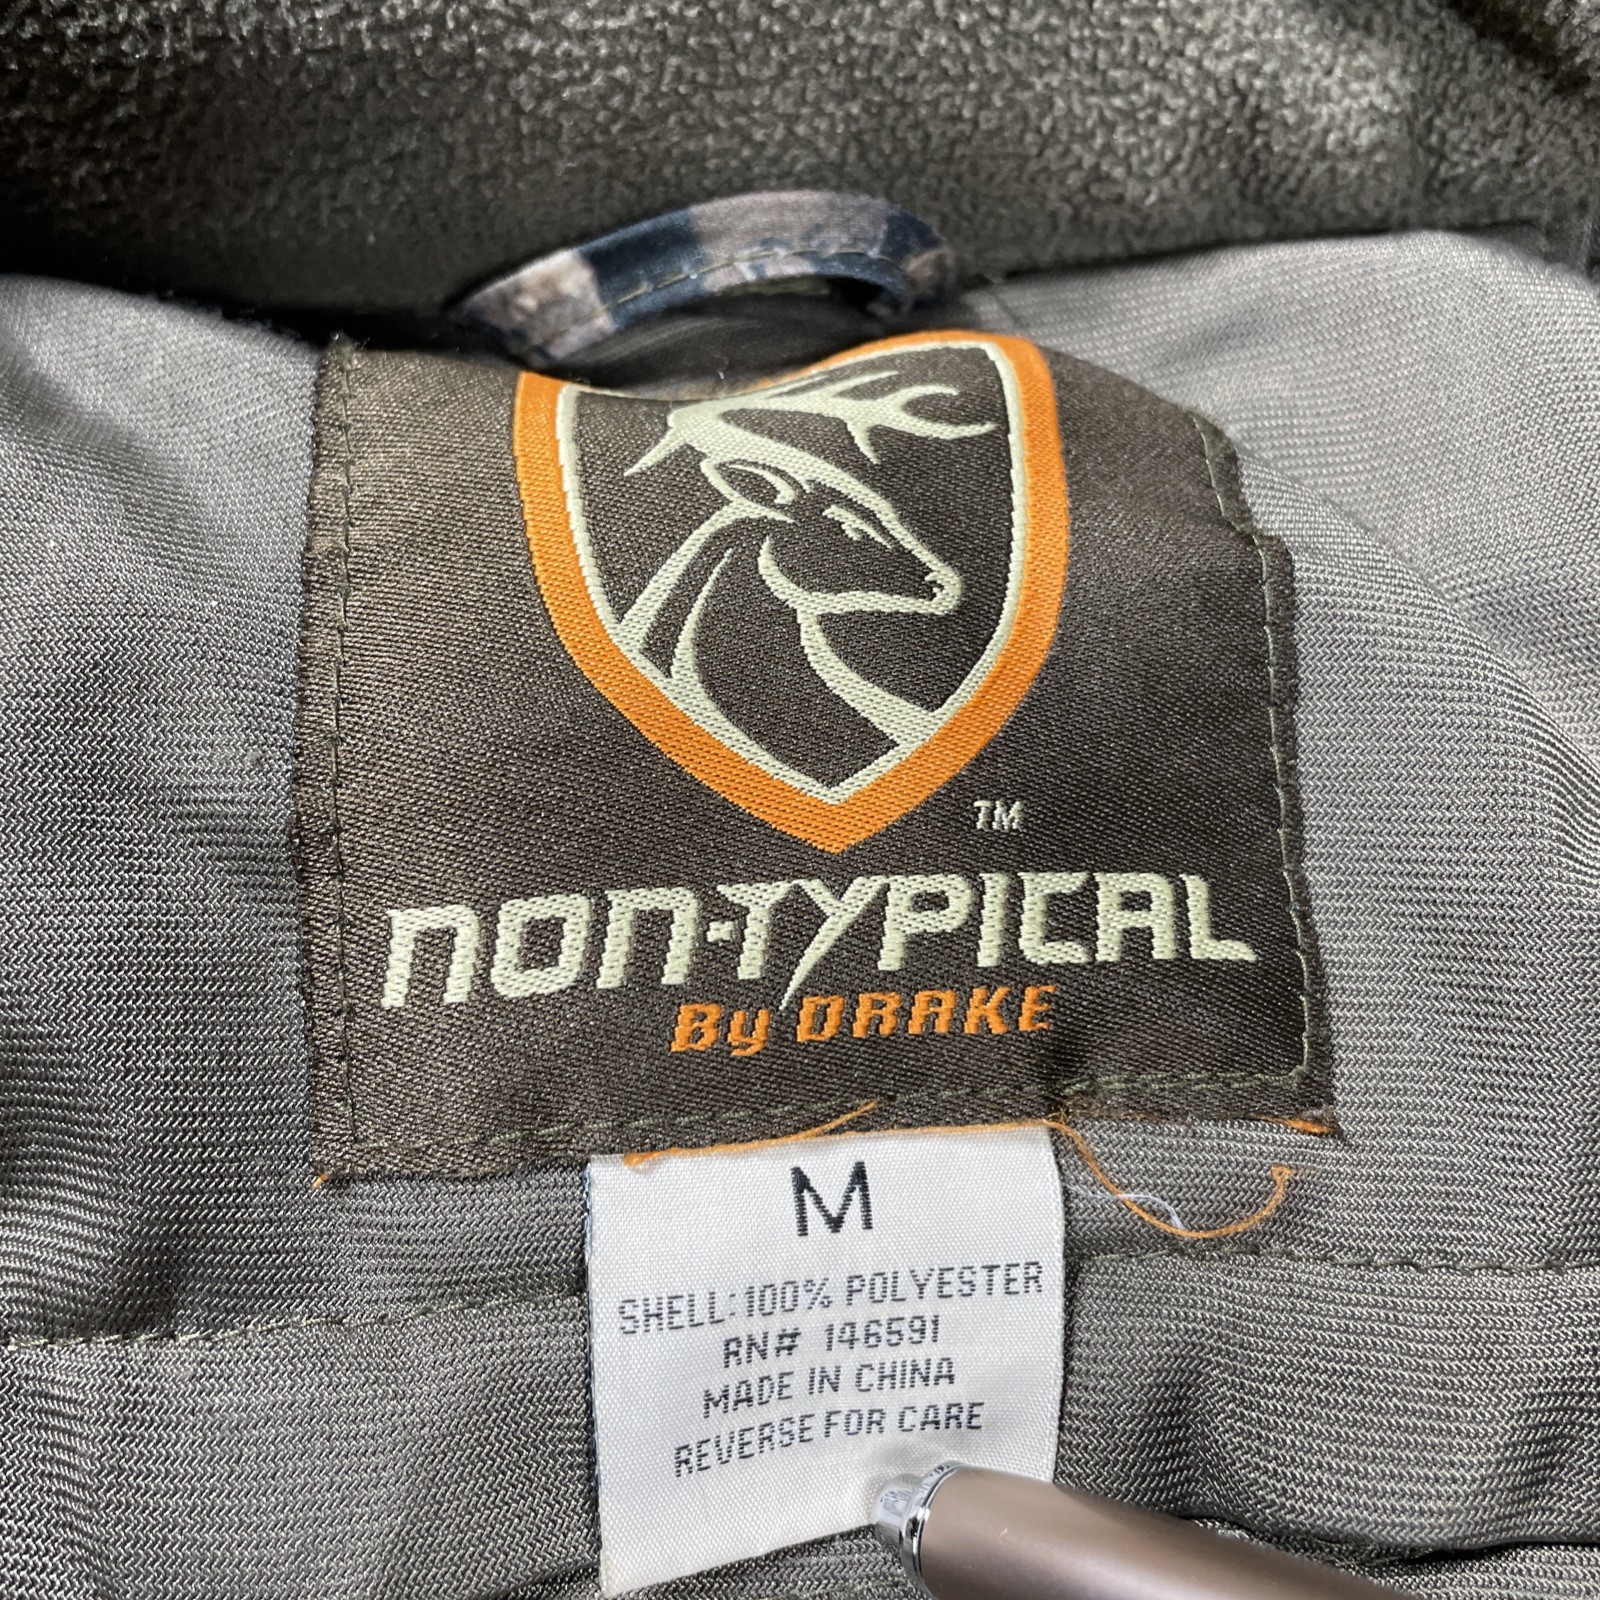 TM
NON-TYPICAL
By DRAKE
M
SHELL: 100% POLYESTER
RN# 146591
MADE IN CHINA
REVERSE FOR CARE